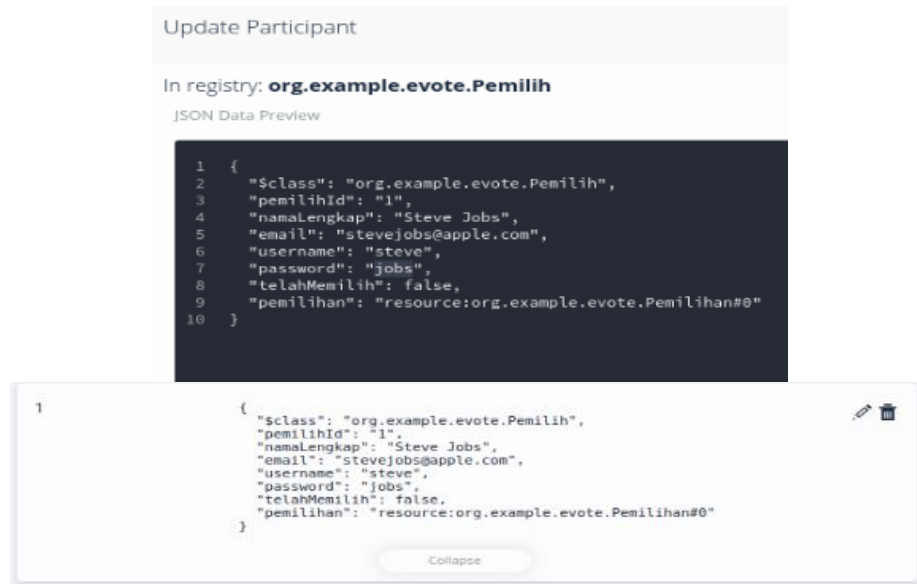 Update Participant
In registry: org.example.evote.Pemilih
JSON Data Preview
1 {
2 "$class": "org.example.evote.Pemilih",
3 "pemilihId": "1",
4 "namaLengkap": "Steve Jobs",
5 "email": "stevejobs@apple.com",
6 "username": "steve",
7 "password": "jobs",
8 "telahMemilih": false,
9 "pemilihan": "resource:org.example.evote.Pemilihan#0"
10 }
1 {
"$class": "org.example.evote.Pemilih",
"pemilihId": "1",
"namaLengkap": "Steve Jobs",
"email": "stevejobs@apple.com",
"username": "steve",
"password": "jobs",
"telahMemilih": false,
"pemilihan": "resource:org.example.evote.Pemilihan#0"
}
Collapse